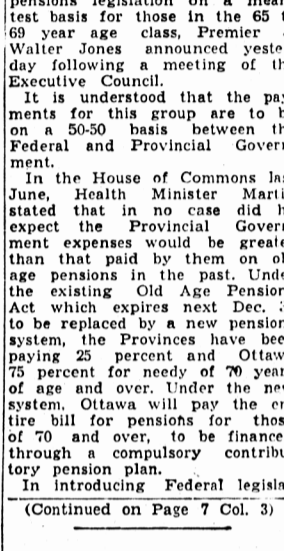 pensions legislation on a mean
test basis for those in the 65 t
69 year age class, Premier
Walter Jones announced yeste
day following a meeting of th
Executive Council.
It is understood that the pay
ments for this group are to b
on a 50-50 basis between th
Federal and Provincial Govern
ment.
In the House of Commons las
June, Health Minister Marti
stated that in no case did h
expect the Provincial Govern
ment expenses would be greate
than that paid by them on ol
age pensions in the past. Unde
the existing Old Age Pension
Act which expires next Dec. 3
to be replaced by a new pension
system, the Provinces have bee
paying 25 percent and Ottaw
75 percent for needy of 70 year
of age and over. Under the new
system, Ottawa will pay the en
tire bill for pensions for thos
of 70 and over, to be finance
through a compulsory contribu
tory pension plan.
In introducing Federal legisla
(Continued on Page 7 Col. 3)